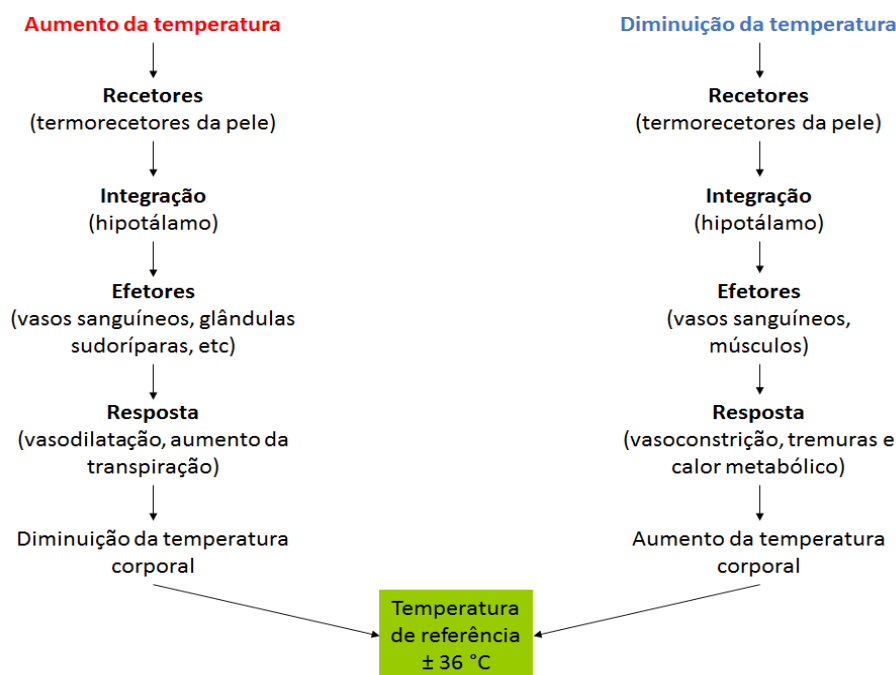 Aumento da temperatura
Recetores
(termorecetores da pele)
Integração
(hipotálamo)
Efetores
(vasos sanguíneos, glândulas
sudoríparas, etc)
Resposta
(vasodilatação, aumento da
transpiração)
Diminuição da temperatura
corporal
Diminuição da temperatura
Recetores
(termorecetores da pele)
Integração
(hipotálamo)
Efetores
(vasos sanguíneos,
músculos)
Resposta
(vasoconstrição, tremuras e
calor metabólico)
Aumento da temperatura
corporal
Temperatura
de referência
± 36 °C